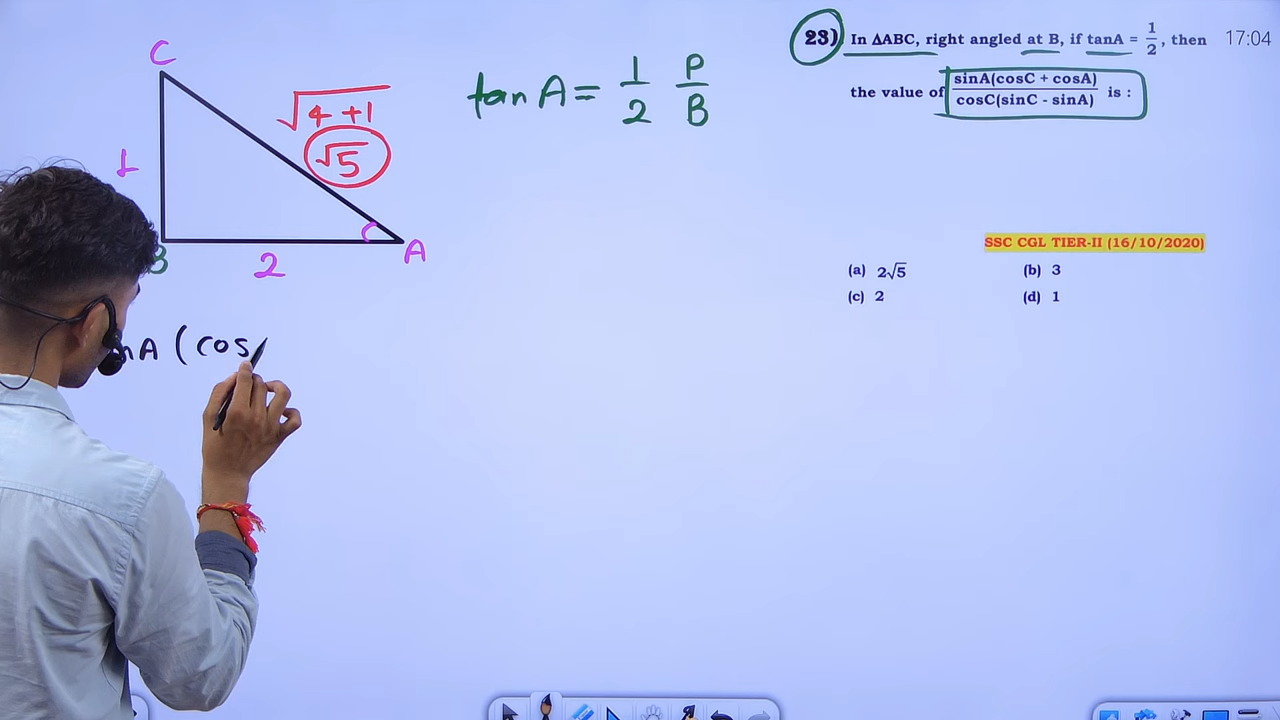 23) In ΔABC, right angled at B, if tanA = 1/2, then 17:04
the value of sinA(cosC + cosA) / cosC(sinC - sinA) is :
SSC CGL TIER-II (16/10/2020)
(a) 2√5 (b) 3
(c) 2 (d) 1
tan A = 1/2 P/B
C
√4+1
√5
1
B 2 A
nA (cos